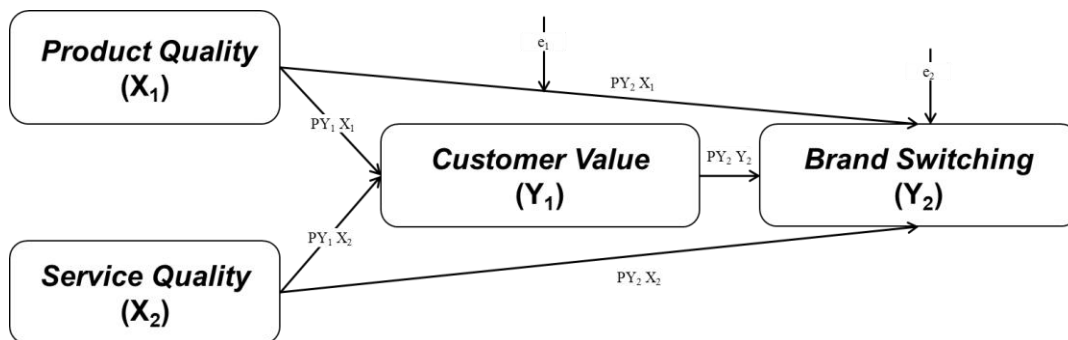 Product Quality
(X₁)
e₁
e₂
PY₂ X₁
PY₁ X₁
Customer Value
(Y₁)
PY₂ Y₂
Brand Switching
(Y₂)
PY₁ X₂
Service Quality
(X₂)
PY₂ X₂